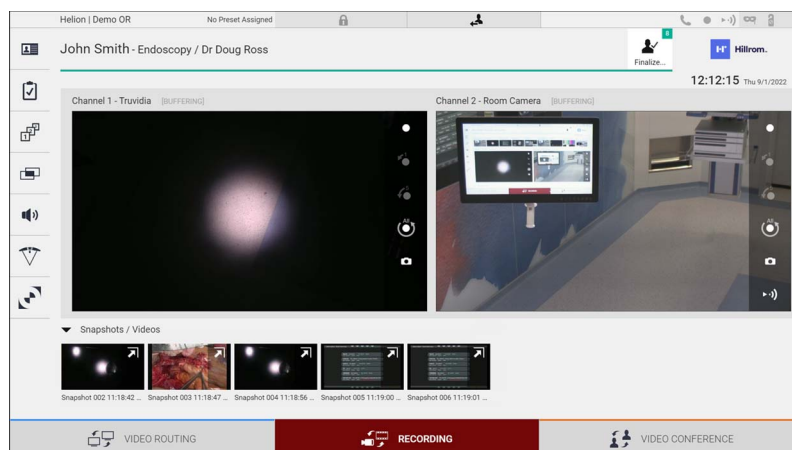 Helion | Demo OR
No Preset Assigned
John Smith - Endoscopy / Dr Doug Ross
8
Finalize...
H+ Hillrom.
12:12:15 Thu 9/1/2022
Channel 1 - Truvidia [BUFFERING]
Channel 2 - Room Camera [BUFFERING]
All
All
Snapshots / Videos
Snapshot 002 11:18:42 ...
Snapshot 003 11:18:47 ...
Snapshot 004 11:18:56 ...
Snapshot 005 11:19:00 ...
Snapshot 006 11:19:01 ...
VIDEO ROUTING
RECORDING
VIDEO CONFERENCE